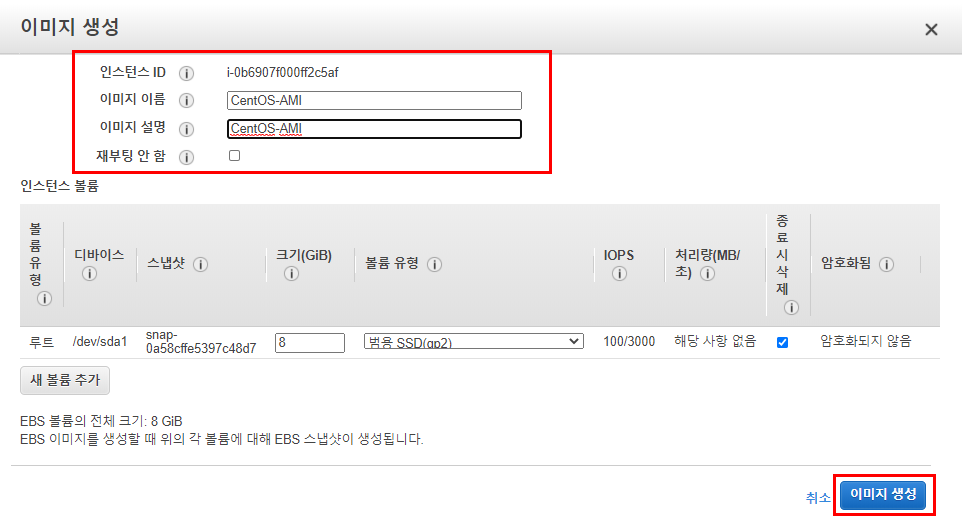 이미지 생성
인스턴스 ID i-0b6907f000ff2c5af
이미지 이름 CentOS-AMI
이미지 설명 CentOS-AMI
재부팅 안 함
인스턴스 볼륨
볼륨 유형 디바이스 스냅샷 크기(GiB) 볼륨 유형 IOPS 처리량(MB/초) 종료 시 삭제 암호화됨
루트 /dev/sda1 snap-0a58cffe5397c48d7 8 범용 SSD(gp2) 100/3000 해당 사항 없음 암호화되지 않음
새 볼륨 추가
EBS 볼륨의 전체 크기: 8 GiB
EBS 이미지를 생성할 때 위의 각 볼륨에 대해 EBS 스냅샷이 생성됩니다.
취소 이미지 생성